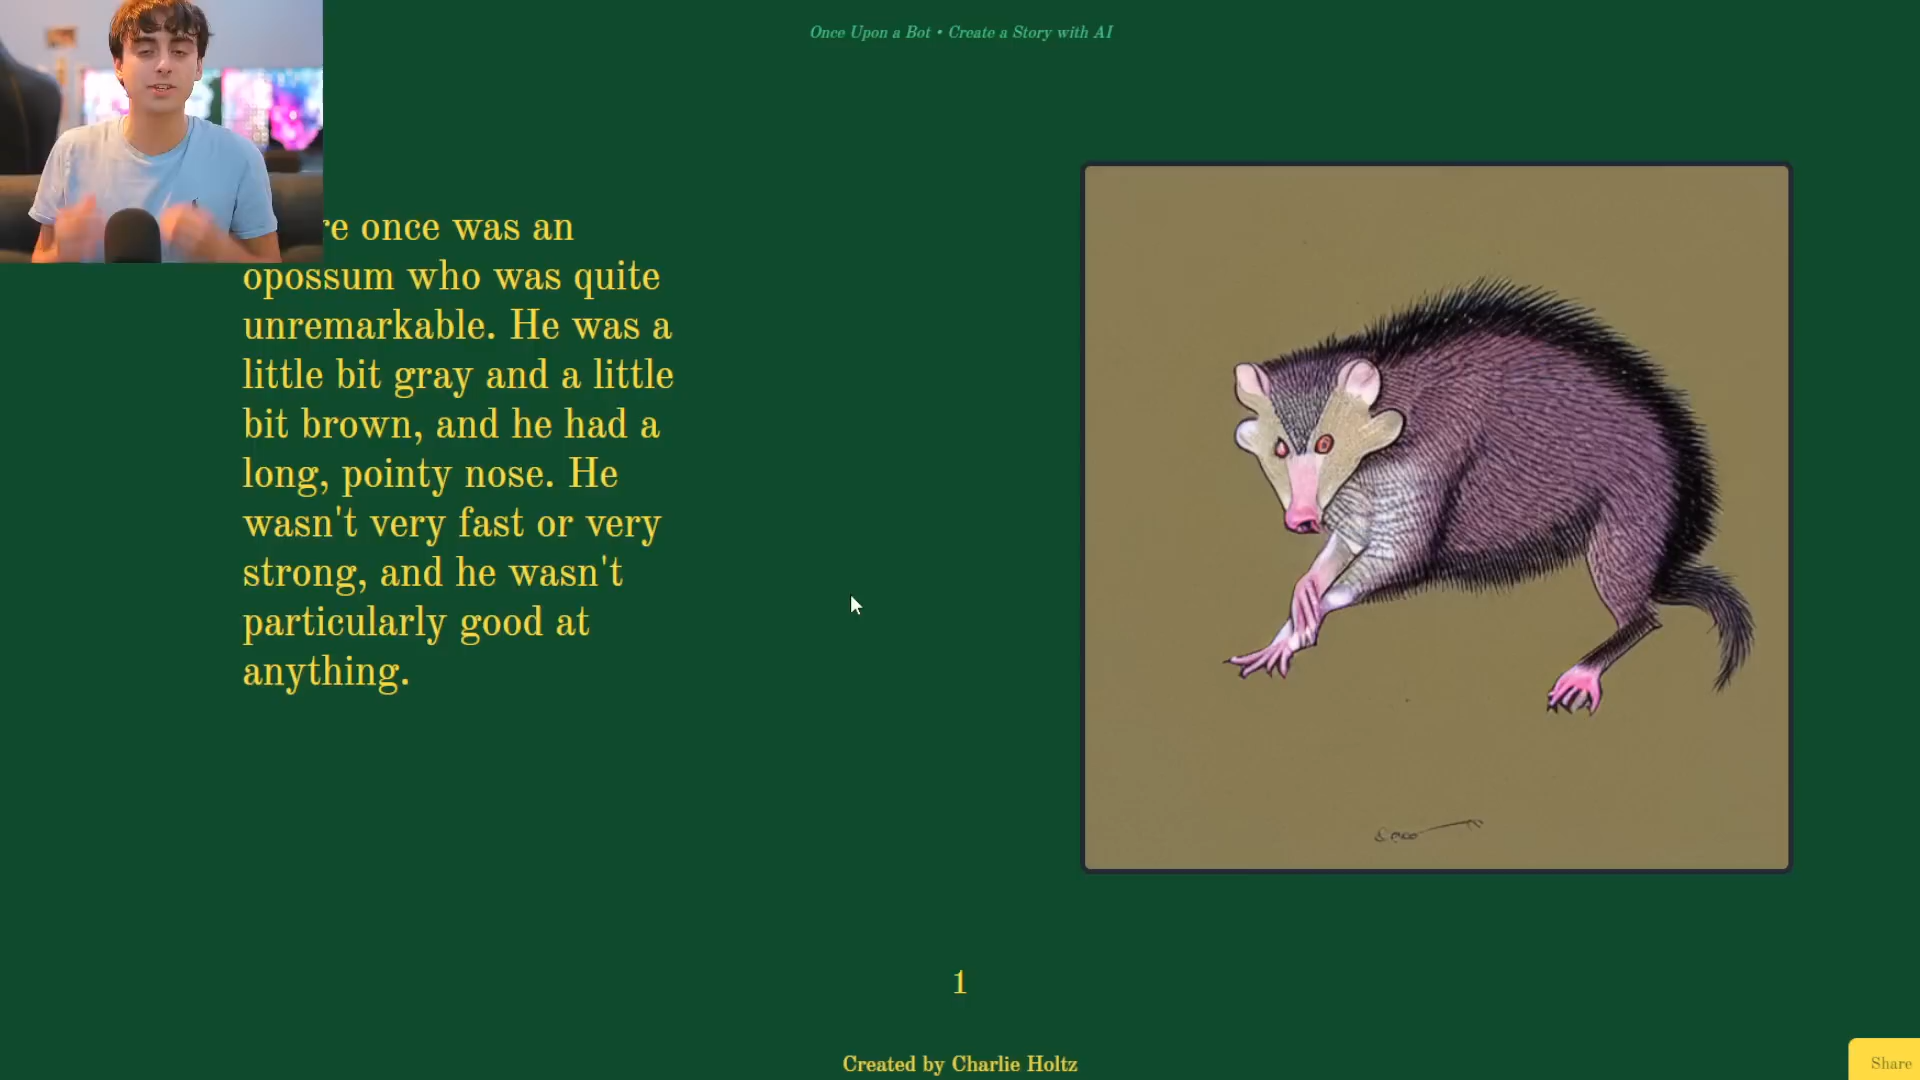 Once Upon a Bot • Create a Story with AI
re once was an
opossum who was quite
unremarkable. He was a
little bit gray and a little
bit brown, and he had a
long, pointy nose. He
wasn't very fast or very
strong, and he wasn't
particularly good at
anything.
1
Created by Charlie Holtz
Share